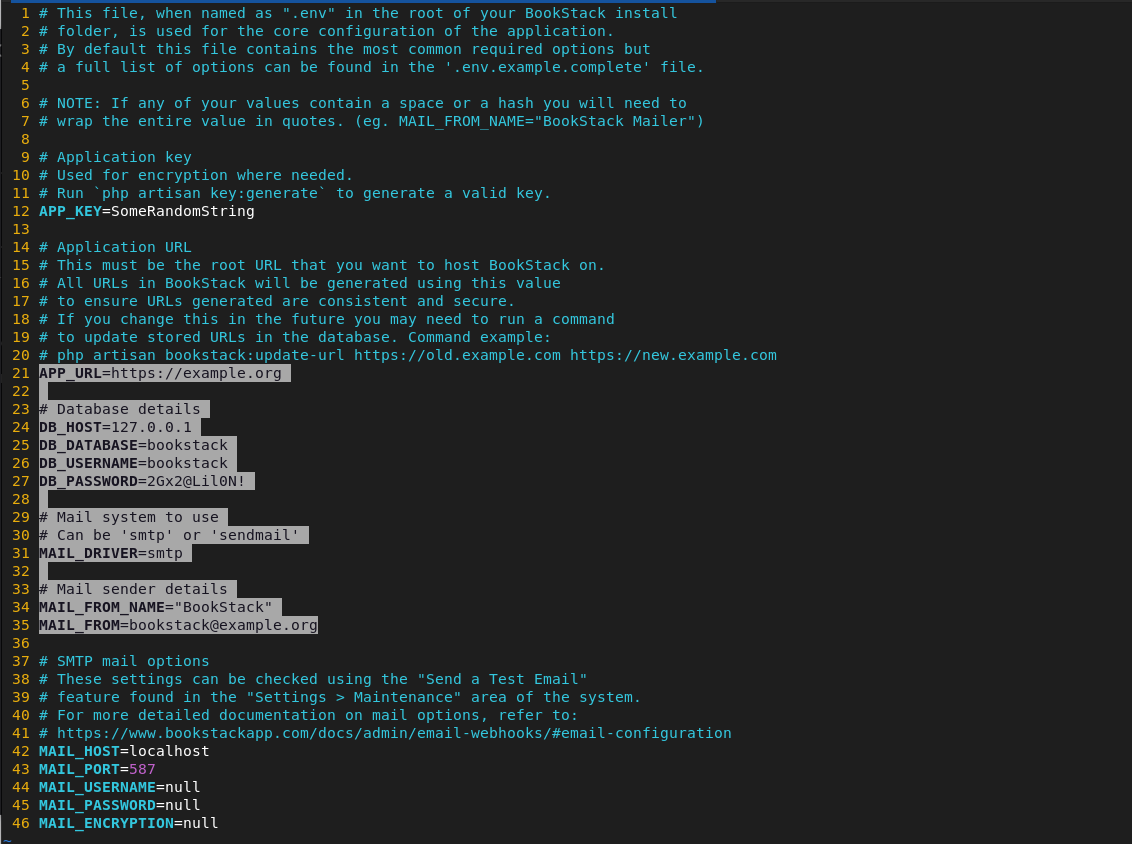 1 # This file, when named as ".env" in the root of your BookStack install
2 # folder, is used for the core configuration of the application.
3 # By default this file contains the most common required options but
4 # a full list of options can be found in the '.env.example.complete' file.
5
6 # NOTE: If any of your values contain a space or a hash you will need to
7 # wrap the entire value in quotes. (eg. MAIL_FROM_NAME="BookStack Mailer")
8
9 # Application key
10 # Used for encryption where needed.
11 # Run `php artisan key:generate` to generate a valid key.
12 APP_KEY=SomeRandomString
13
14 # Application URL
15 # This must be the root URL that you want to host BookStack on.
16 # All URLs in BookStack will be generated using this value
17 # to ensure URLs generated are consistent and secure.
18 # If you change this in the future you may need to run a command
19 # to update stored URLs in the database. Command example:
20 # php artisan bookstack:update-url https://old.example.com https://new.example.com
21 APP_URL=https://example.org
22
23 # Database details
24 DB_HOST=127.0.0.1
25 DB_DATABASE=bookstack
26 DB_USERNAME=bookstack
27 DB_PASSWORD=2Gx2@Lil0N!
28
29 # Mail system to use
30 # Can be 'smtp' or 'sendmail'
31 MAIL_DRIVER=smtp
32
33 # Mail sender details
34 MAIL_FROM_NAME="BookStack"
35 MAIL_FROM=bookstack@example.org
36
37 # SMTP mail options
38 # These settings can be checked using the "Send a Test Email"
39 # feature found in the "Settings > Maintenance" area of the system.
40 # For more detailed documentation on mail options, refer to:
41 # https://www.bookstackapp.com/docs/admin/email-webhooks/#email-configuration
42 MAIL_HOST=localhost
43 MAIL_PORT=587
44 MAIL_USERNAME=null
45 MAIL_PASSWORD=null
46 MAIL_ENCRYPTION=null
~